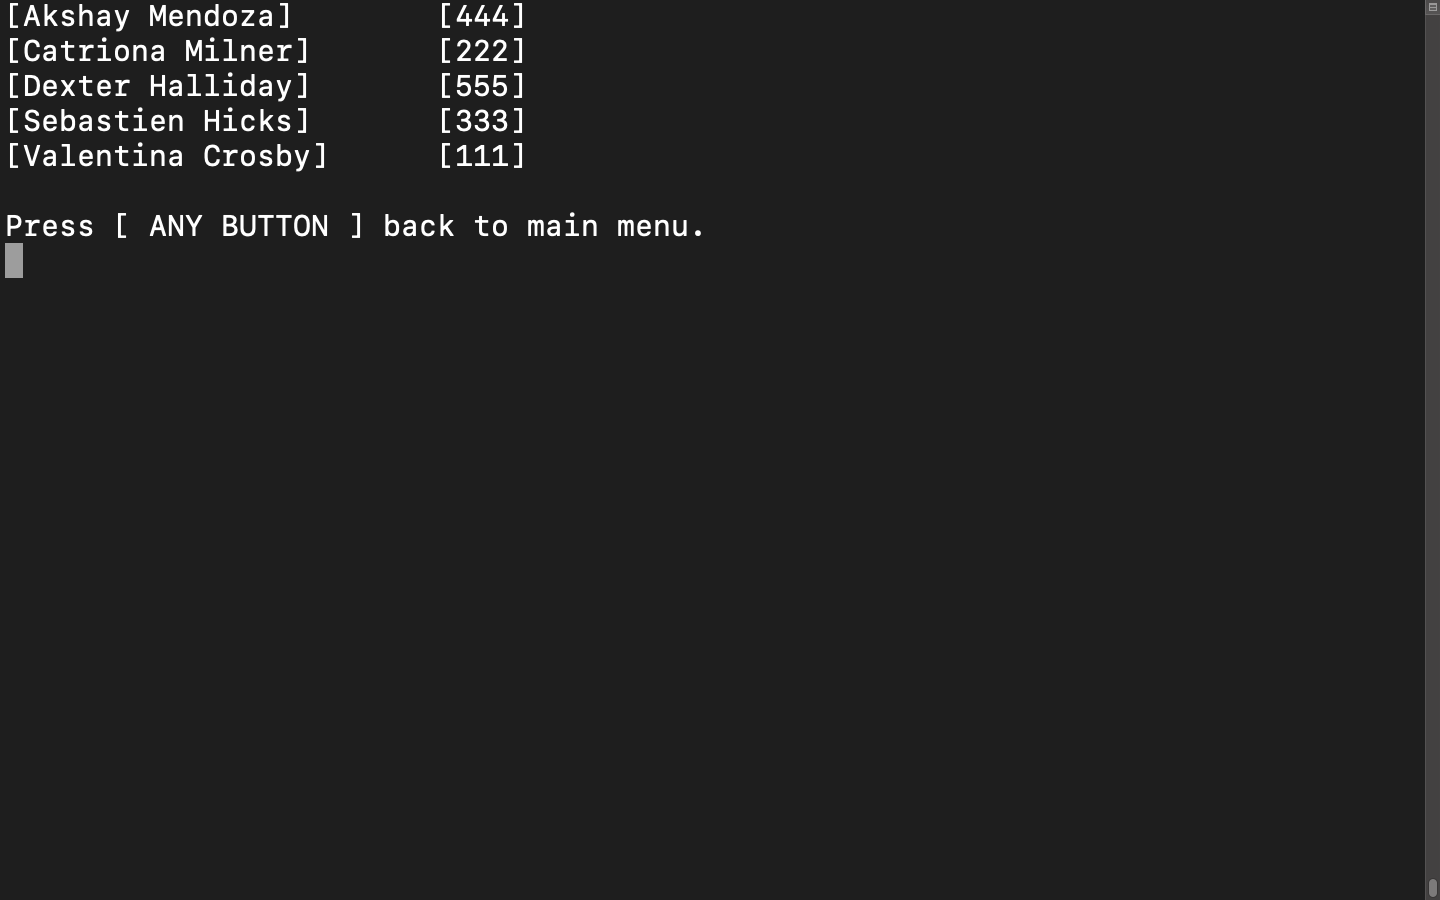 [Akshay Mendoza]        [444]
[Catriona Milner]       [222]
[Dexter Halliday]       [555]
[Sebastien Hicks]       [333]
[Valentina Crosby]      [111]
Press [ ANY BUTTON ] back to main menu.